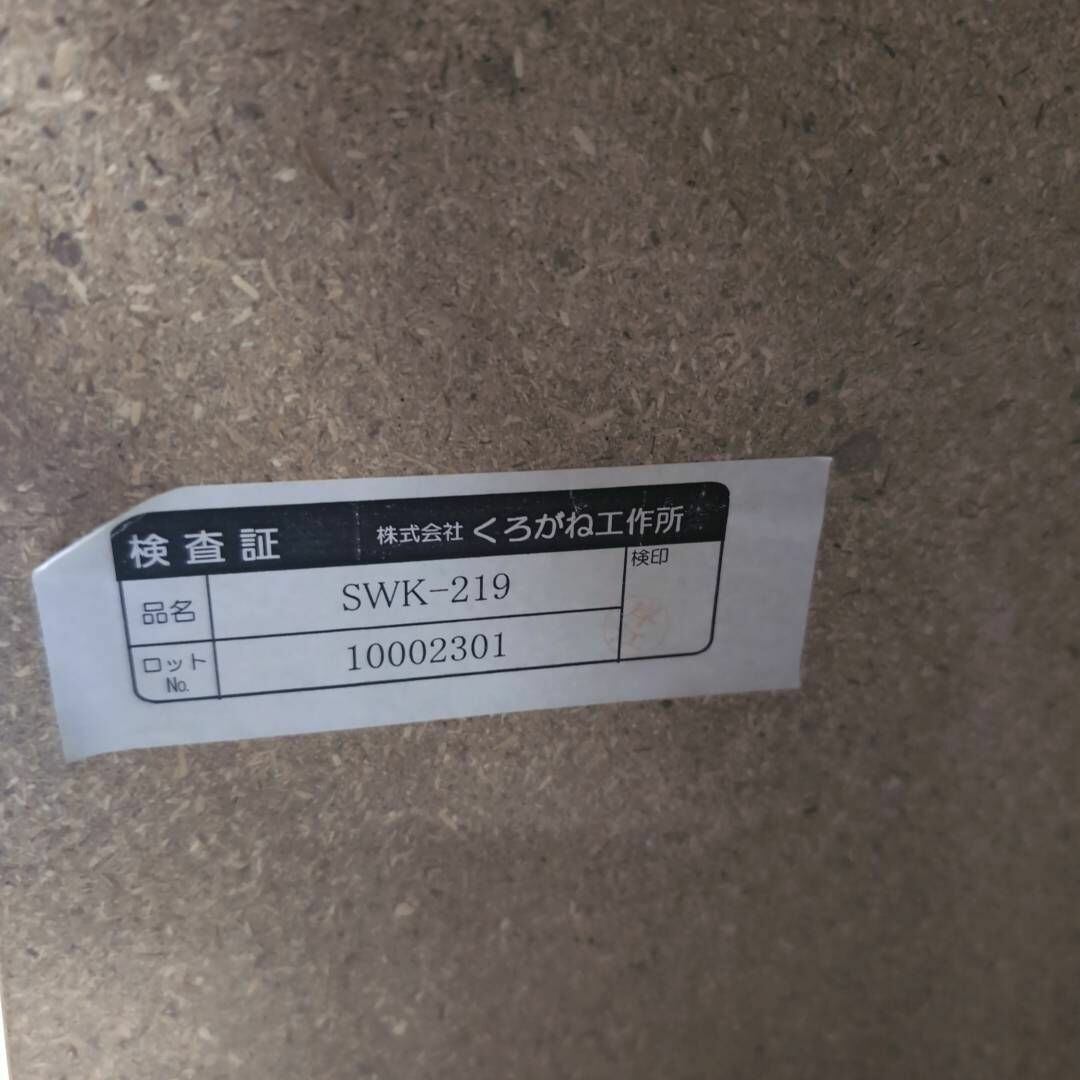 検査証 株式会社 くろがね工作所
品名 SWK-219 検印
ロット No. 10002301